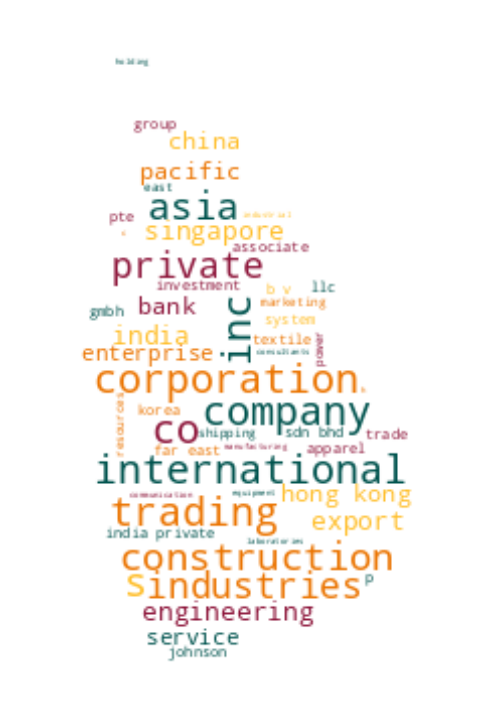 holding
group
china
pacific
east
asia
pte
industrial
singapore
associate
private
investment
b v
llc
marketing
gmbh
bank
inc
system
india
textile
power
enterprise
consultants
corporation
resources
korea
company
co
shipping
sdn bhd
trade
far east
manufacturing
apparel
international
communication
equipment
hong kong
trading
export
india private
laboratories
construction
s
industries
p
engineering
service
johnson